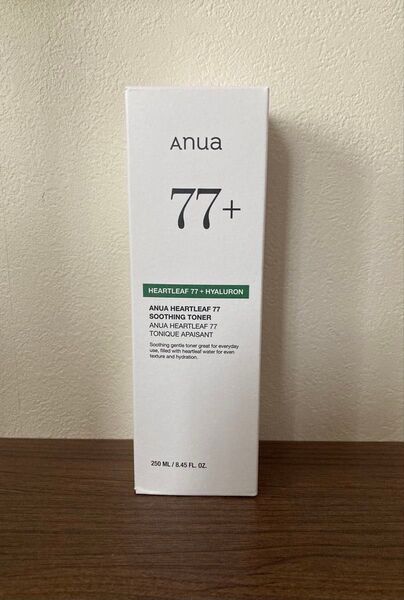 Anua
77+
HEARTLEAF 77 + HYALURON
ANUA HEARTLEAF 77
SOOTHING TONER
ANUA HEARTLEAF 77
TONIQUE APAISANT
Soothing gentle toner great for everyday
use, filled with heartleaf water for even
texture and hydration.
250 ML / 8.45 FL. OZ.